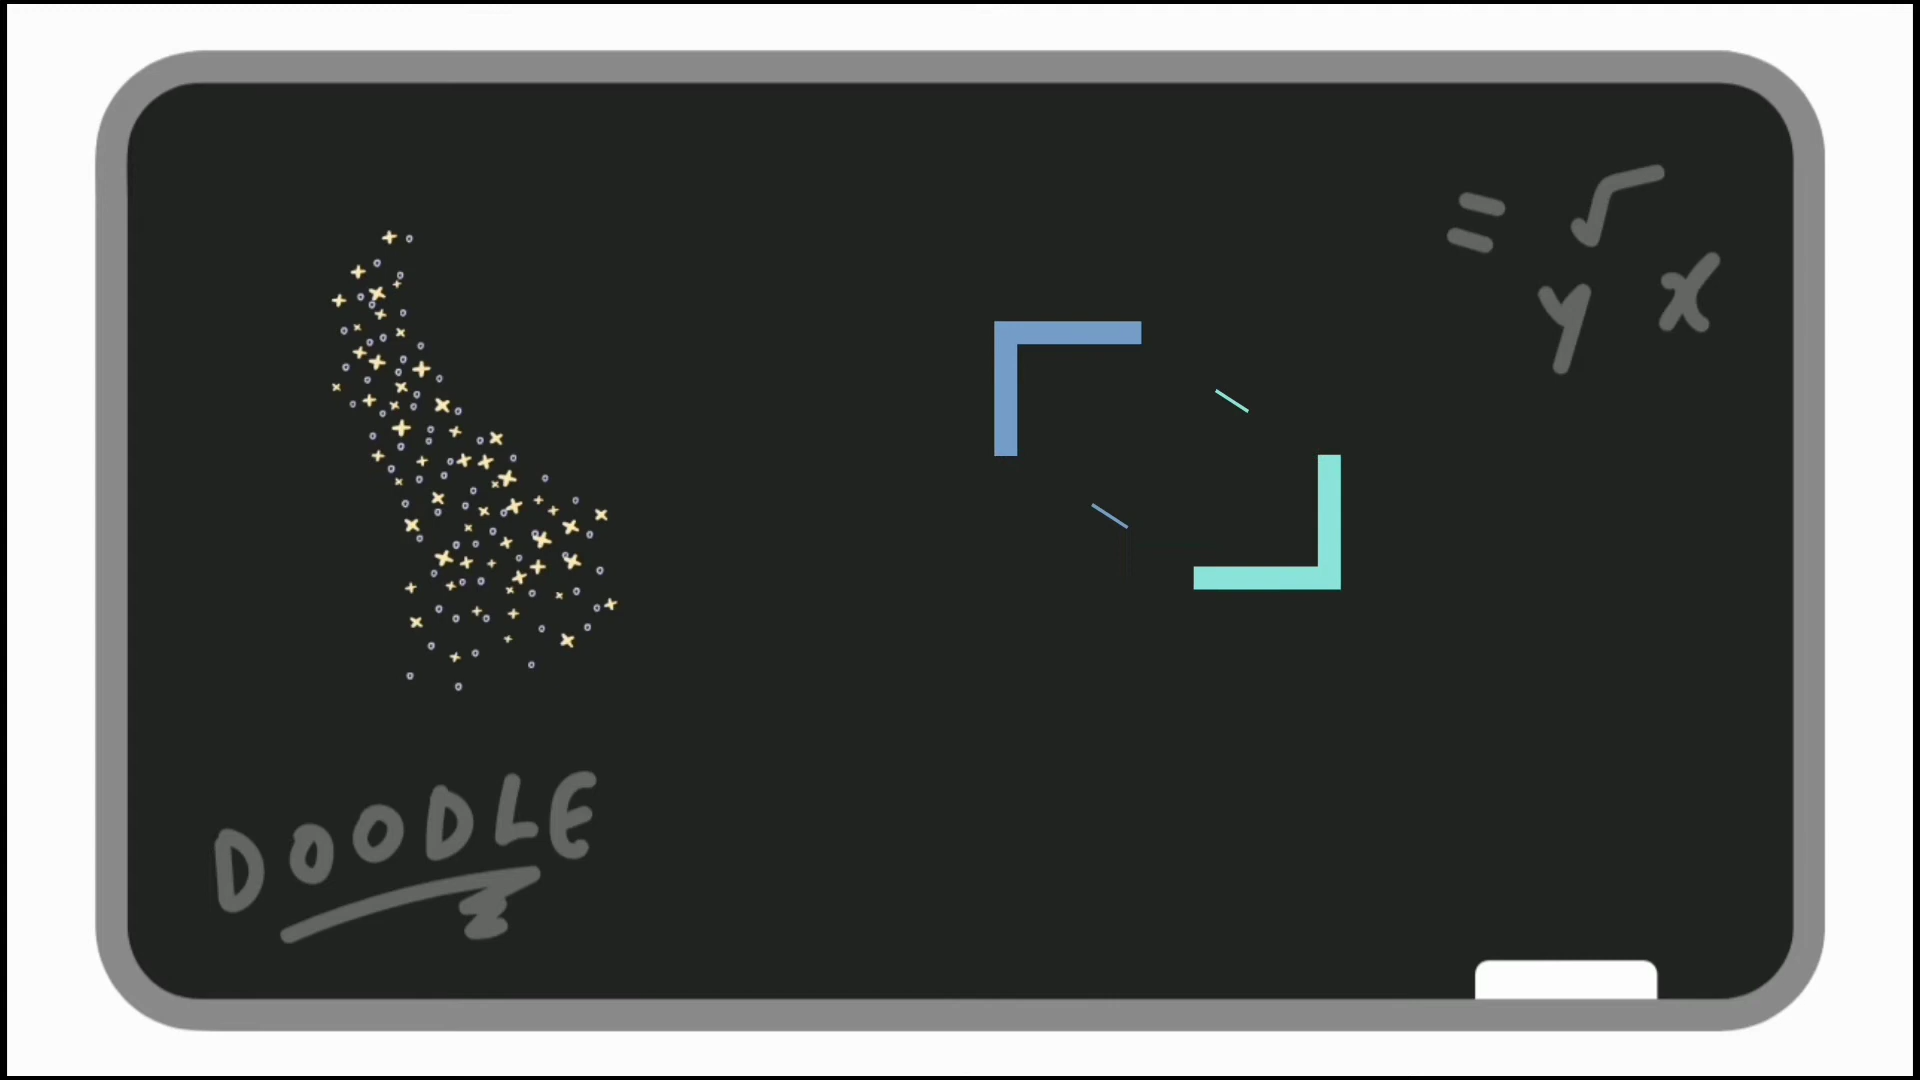 = √
y x
DOODLE